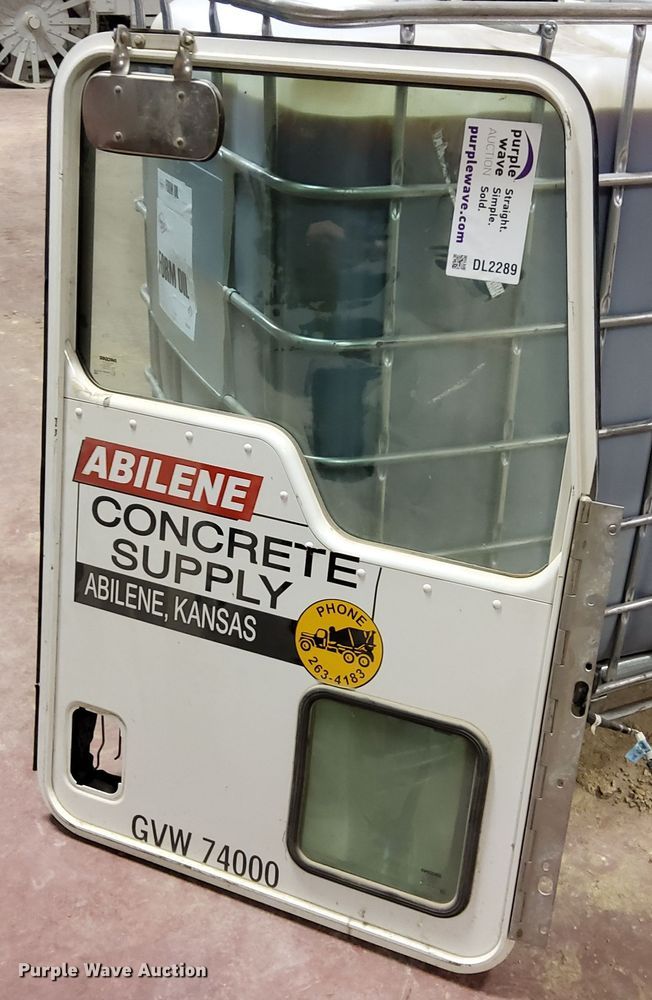 purple
wave
AUCTION
purplewave.com
Straight.
Simple.
Sold.
DL2289
CORN OIL
ABILENE
CONCRETE
SUPPLY
ABILENE, KANSAS
PHONE
263-4183
GVW 74000
Purple Wave Auction